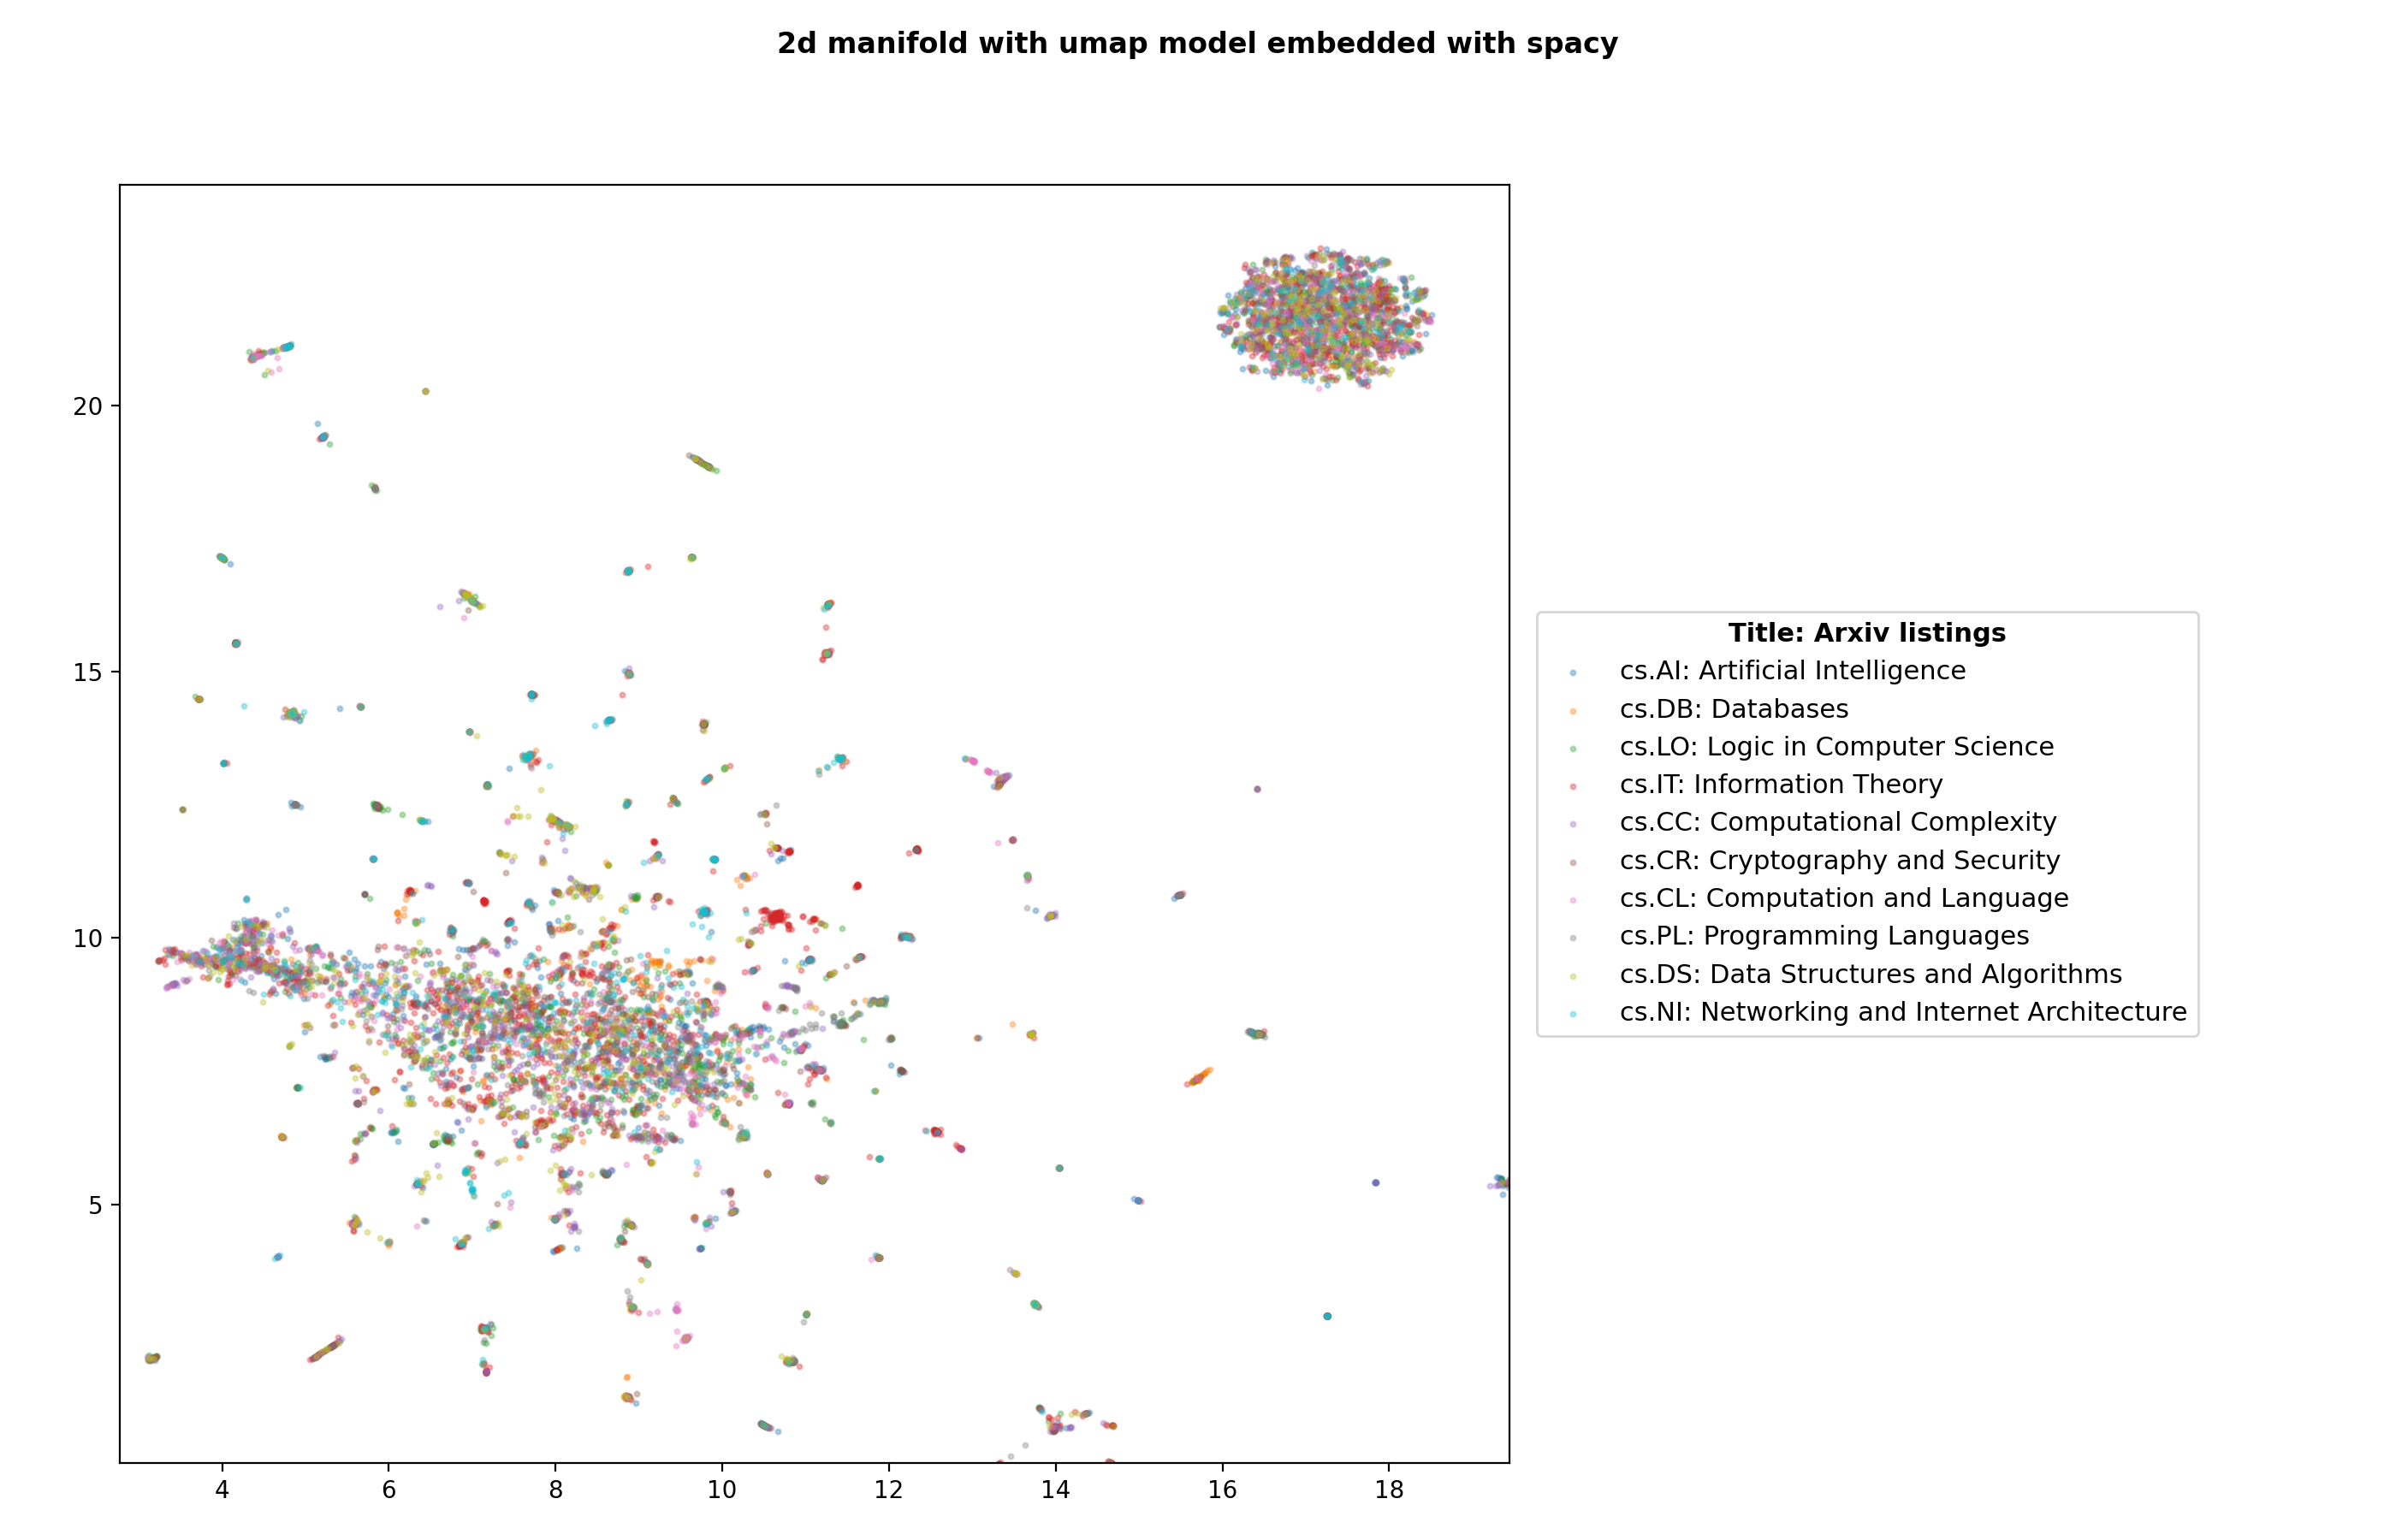 2d manifold with umap model embedded with spacy
20
15
10
5
4 6 8 10 12 14 16 18
Title: Arxiv listings
cs.AI: Artificial Intelligence
cs.DB: Databases
cs.LO: Logic in Computer Science
cs.IT: Information Theory
cs.CC: Computational Complexity
cs.CR: Cryptography and Security
cs.CL: Computation and Language
cs.PL: Programming Languages
cs.DS: Data Structures and Algorithms
cs.NI: Networking and Internet Architecture